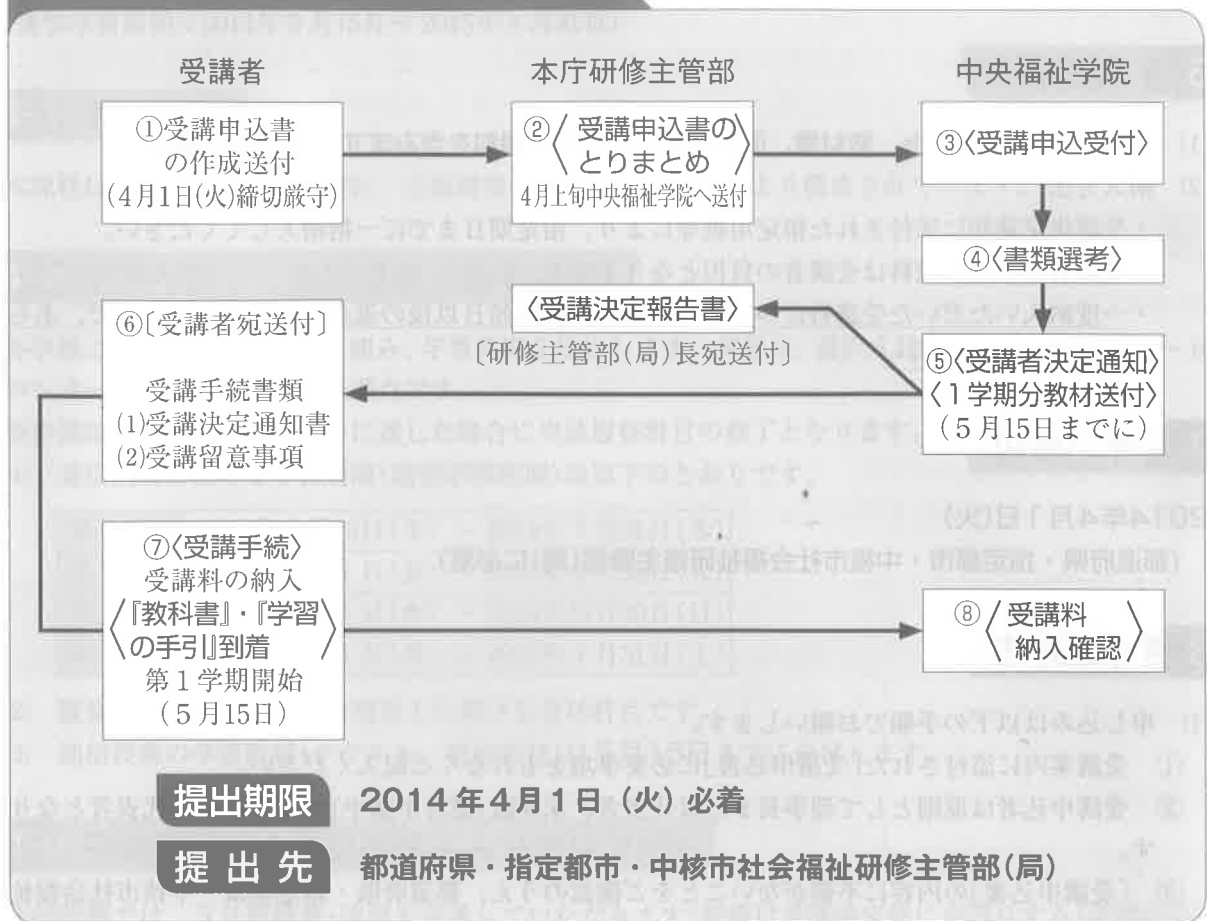 受講者
本庁研修主管部
中央福祉学院
①受講申込書
の作成送付
(4月1日(火)締切厳守)
②〈受講申込書の
とりまとめ〉
4月上旬中央福祉学院へ送付
③〈受講申込受付〉
④〈書類選考〉
〈受講決定報告書〉
〔研修主管部(局)長宛送付〕
⑤〈受講者決定通知〉
〈1学期分教材送付〉
(5月15日までに)
⑥〔受講者宛送付〕
受講手続書類
(1)受講決定通知書
(2)受講留意事項
⑦〈受講手続〉
受講料の納入
〈『教科書』・『学習
の手引』到着〉
第1学期開始
(5月15日)
⑧〈受講料
納入確認〉
提出期限 2014年4月1日(火)必着
提出先 都道府県・指定都市・中核市社会福祉研修主管部(局)